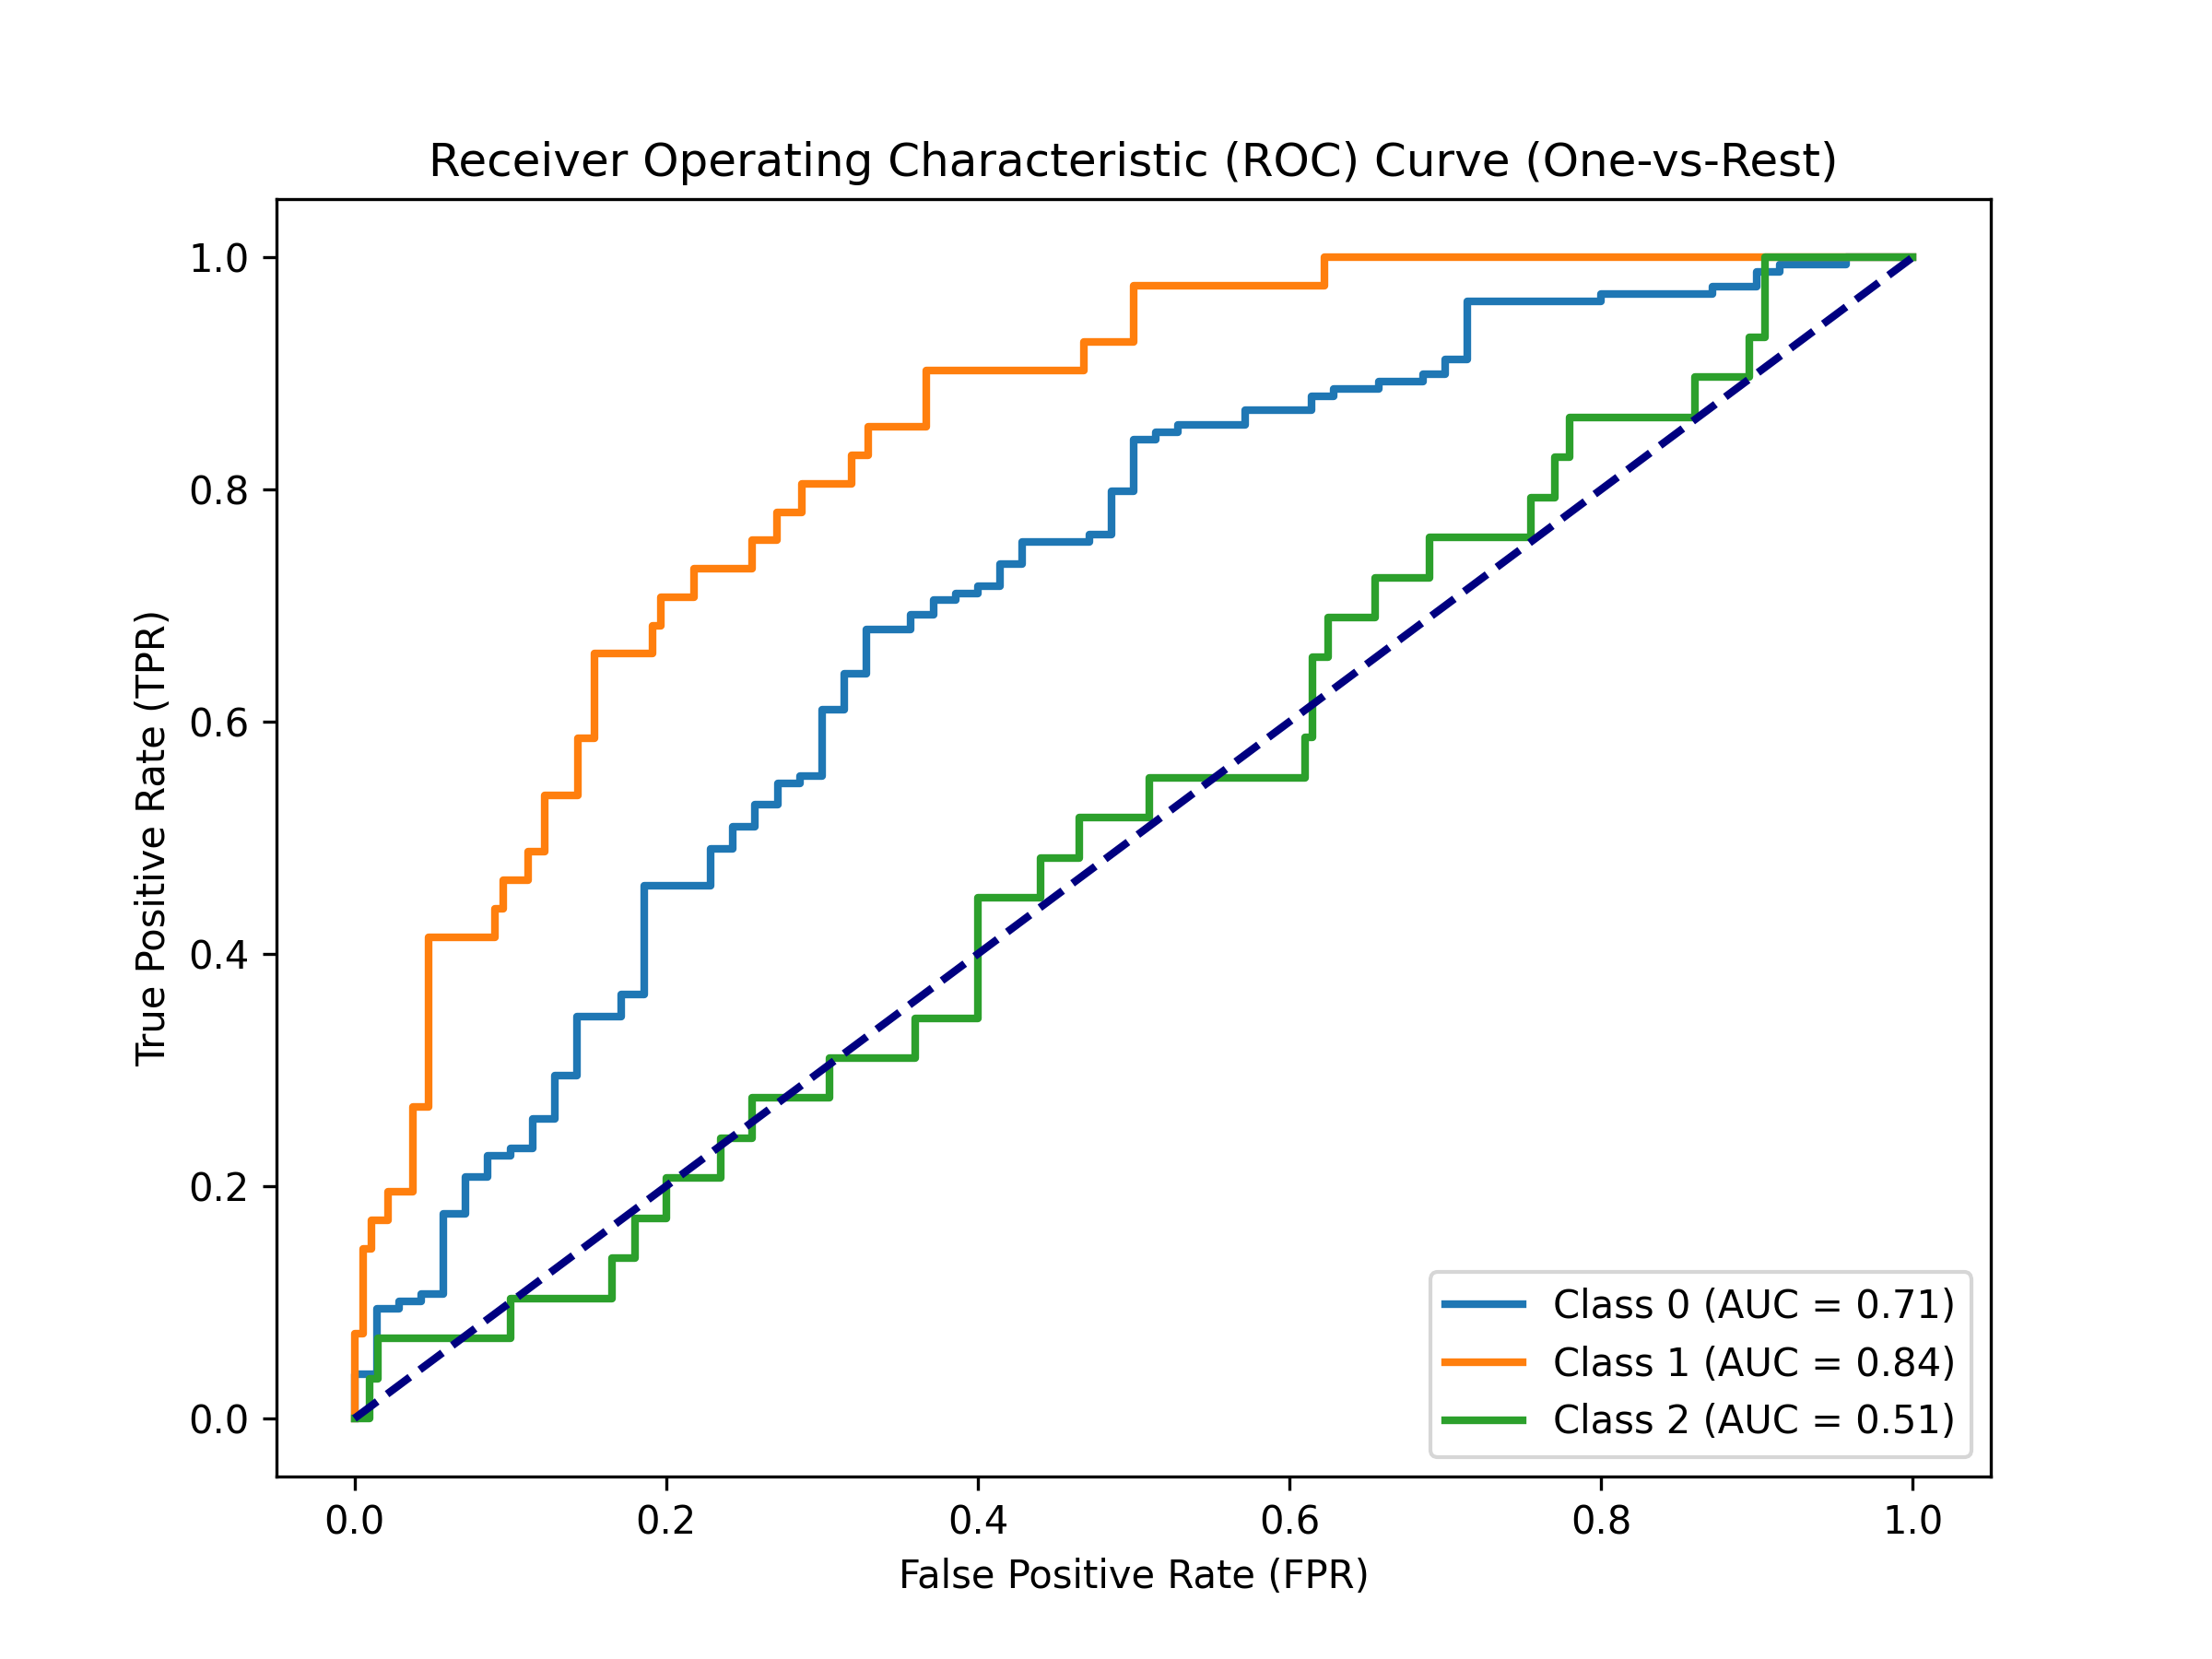 Receiver Operating Characteristic (ROC) Curve (One-vs-Rest)
True Positive Rate (TPR)
1.0
0.8
0.6
0.4
0.2
0.0
Class 0 (AUC = 0.71)
Class 1 (AUC = 0.84)
Class 2 (AUC = 0.51)
0.0 0.2 0.4 0.6 0.8 1.0
False Positive Rate (FPR)